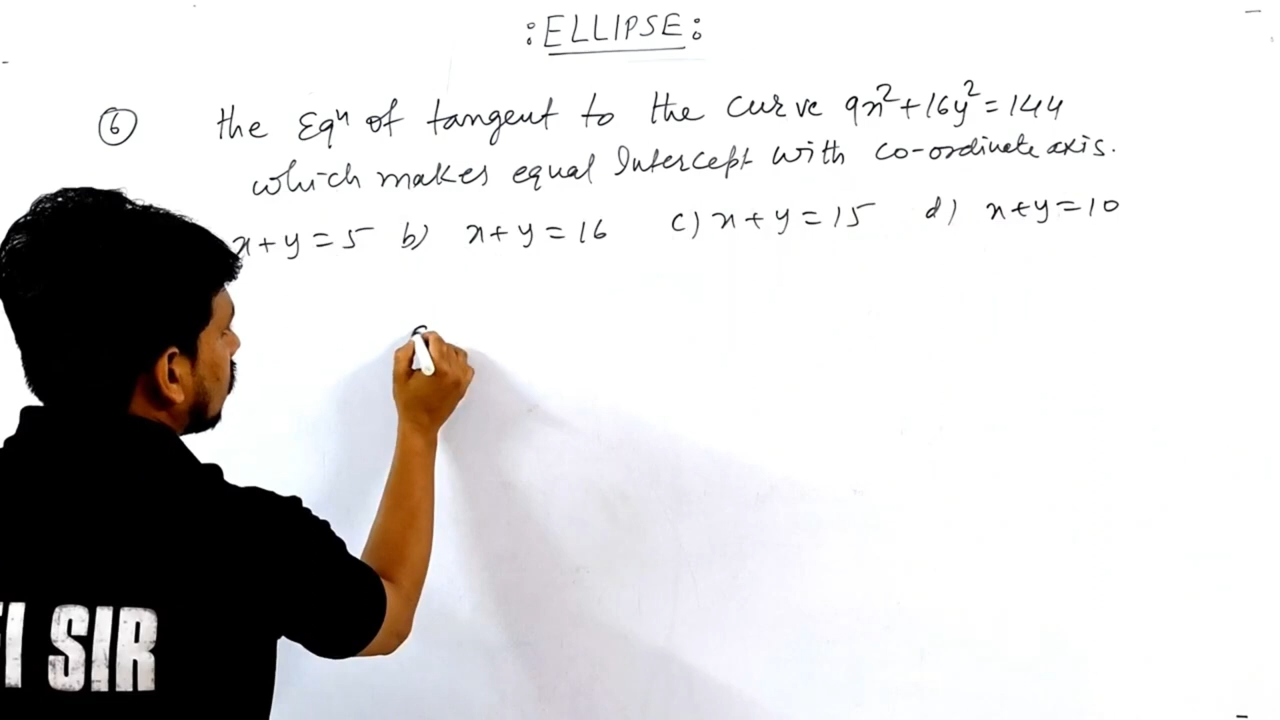 :ELLIPSE:
⑥ the Eqⁿ of tangent to the curve 9x²+16y²=144
which makes equal Intercept with co-ordinate axis.
x+y=5 b) x+y=16 c) x+y=15 d) x+y=10
I SIR